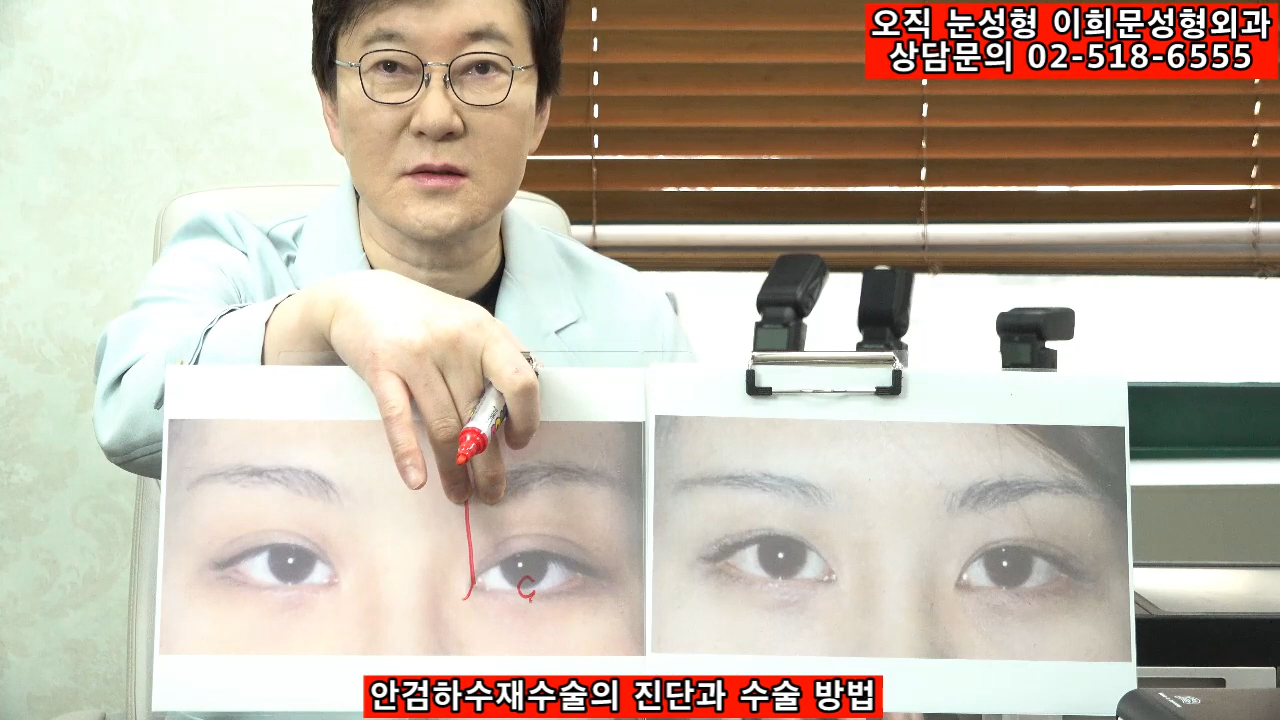 오직 눈성형 이희문성형외과
상담문의 02-518-6555
안검하수재수술의 진단과 수술 방법